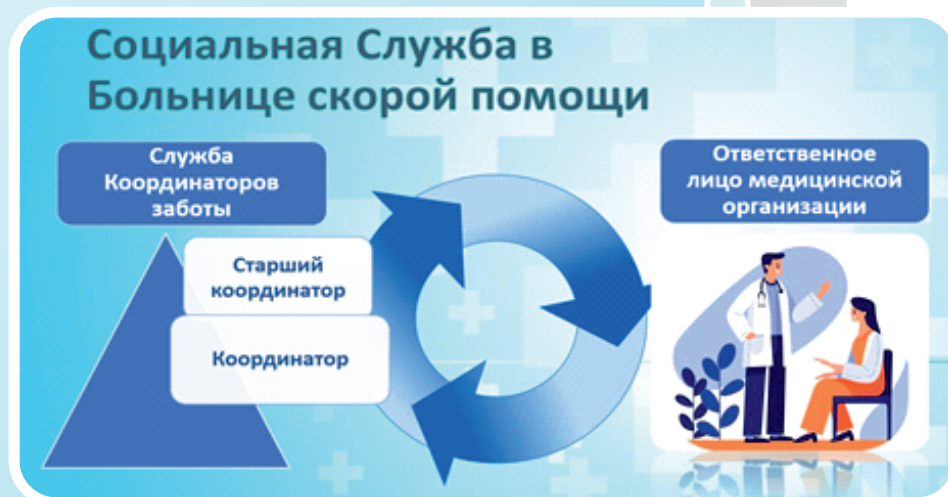 Социальная Служба в
Больнице скорой помощи
Служба
Координаторов
заботы
Старший
координатор
Координатор
Ответственное
лицо медицинской
организации